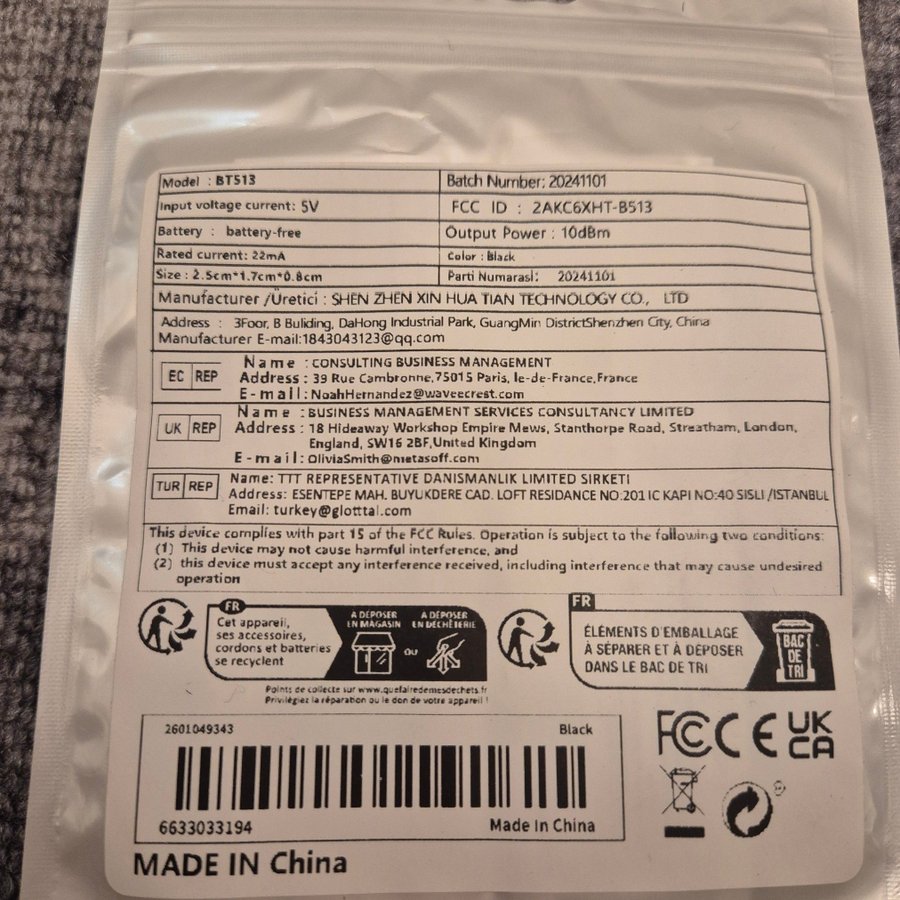 Model : BT513
Batch Number: 20241101
Input voltage current: 5V
FCC ID : 2AKC6XHT-B513
Battery : battery-free
Output Power : 10dBm
Rated current: 22mA
Color : Black
Size : 2.5cm*1.7cm*0.8cm
Parti Numarasi: 20241101
Manufacturer /Üretici : SHEN ZHEN XIN HUA TIAN TECHNOLOGY CO., LTD
Address : 3Foor, B Buliding, DaHong Industrial Park, GuangMin DistrictShenzhen City, China
Manufacturer E-mail:1843043123@qq.com
EC REP
Name : CONSULTING BUSINESS MANAGEMENT
Address : 39 Rue Cambronne,75015 Paris, le-de-France,France
E-mail: NoahHernandez@waveecrest.com
UK REP
Name : BUSINESS MANAGEMENT SERVICES CONSULTANCY LIMITED
Address : 18 Hideaway Workshop Empire Mews, Stanthorpe Road, Streatham, London,
England, SW16 2BF,United Kingdom
E-mail: OliviaSmith@metasoff.com
TUR REP
Name: TTT REPRESENTATIVE DANISMANLIK LIMITED SIRKETI
Address: ESENTEPE MAH. BUYUKDERE CAD. LOFT RESIDANCE NO:201 IC KAPI NO:40 SISLI /ISTANBUL
Email: turkey@glotttal.com
This device complies with part 15 of the FCC Rules. Operation is subject to the following two conditions:
(1) This device may not cause harmful interference, and
(2) this device must accept any interference received, including interference that may cause undesired
operation
FR
Cet appareil,
ses accessoires,
cordons et batteries
se recyclent
À DÉPOSER
EN MAGASIN
OU
À DÉPOSER
EN DÉCHÈTERIE
Points de collecte sur www.quefairedemesdechets.fr
Privilégiez la réparation ou le don de votre appareil !
FR
ÉLÉMENTS D'EMBALLAGE
À SÉPARER ET À DÉPOSER
DANS LE BAC DE TRI
BAC
DE
TRI
2601049343
Black
6633033194
Made In China
FCC CE UK
CA
MADE IN China